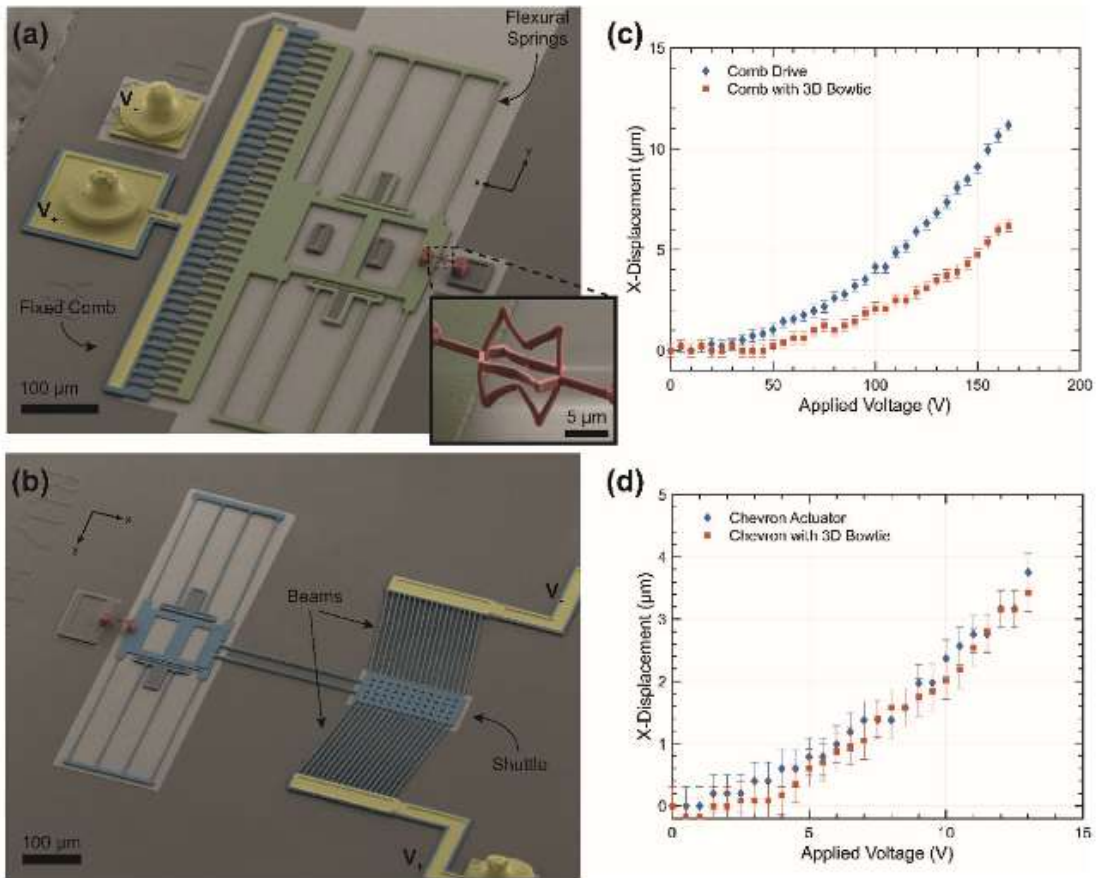 (a)
Flexural
Springs
V-
V+
Y
X
Fixed Comb
100 µm
5 µm
(b)
X
Y
Beams
V-
Shuttle
100 µm
V+
(c)
15
Comb Drive
Comb with 3D Bowtie
10
X-Displacement (µm)
5
0
0 50 100 150 200
Applied Voltage (V)
(d)
5
Chevron Actuator
Chevron with 3D Bowtie
4
3
X-Displacement (µm)
2
1
0
0 5 10 15
Applied Voltage (V)